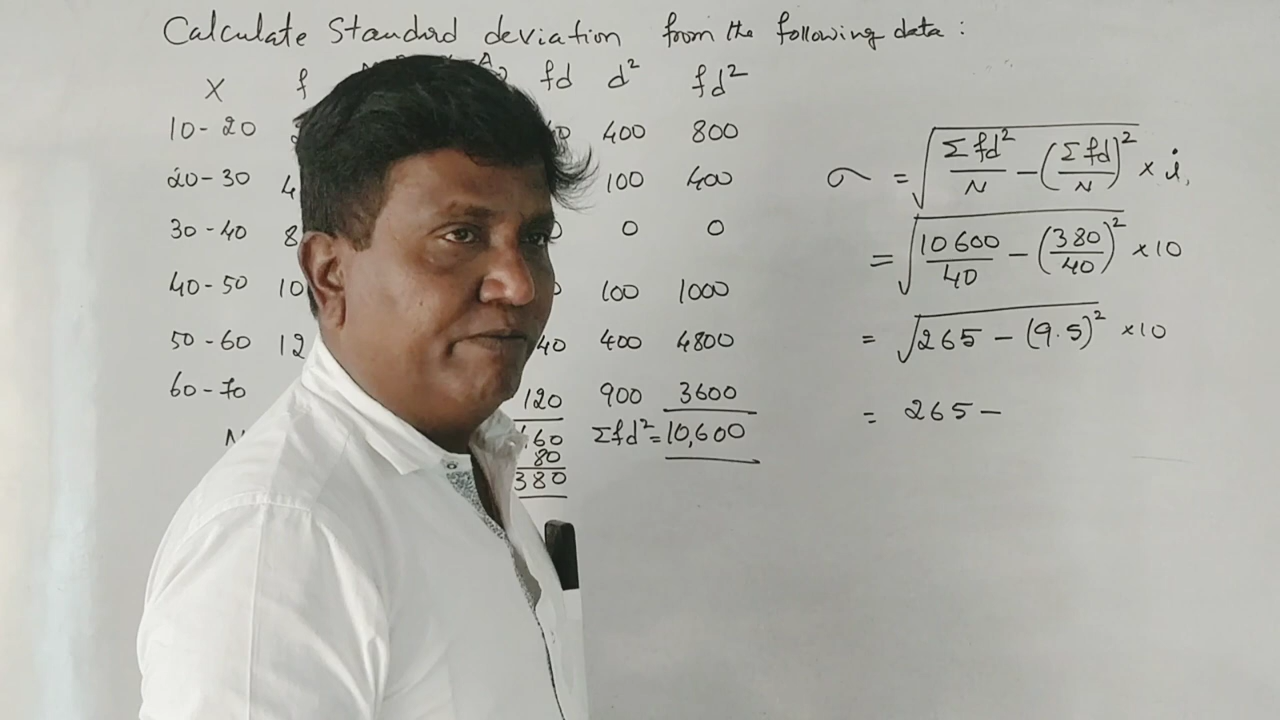 Calculate Standard deviation from the following data :
X f fd d² fd²
10-20 400 800
20-30 4 100 400
30-40 8 0 0
40-50 10 100 1000
50-60 12 40 400 4800
60-70 120 900 3600
N 160 Σfd² = 10,600
80
380
σ = √Σfd²/N - (Σfd/N)² × i,
= √10600/40 - (380/40)² ×10
= √265 - (9.5)² ×10
= 265 -